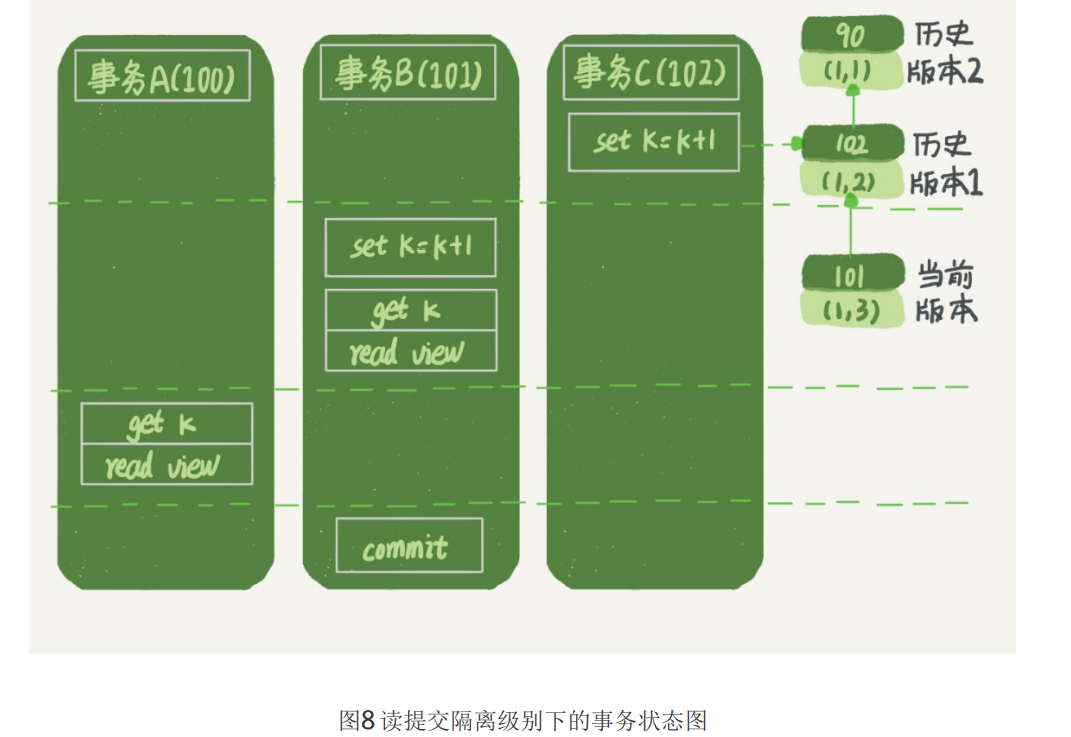 事务A(100)
事务B(101)
事务C(102)
90
历史
(1,1)
版本2
set k=k+1
102
历史
(1,2)
版本1
set k=k+1
101
当前
(1,3)
版本
get k
read view
get k
read view
commit
图8 读提交隔离级别下的事务状态图